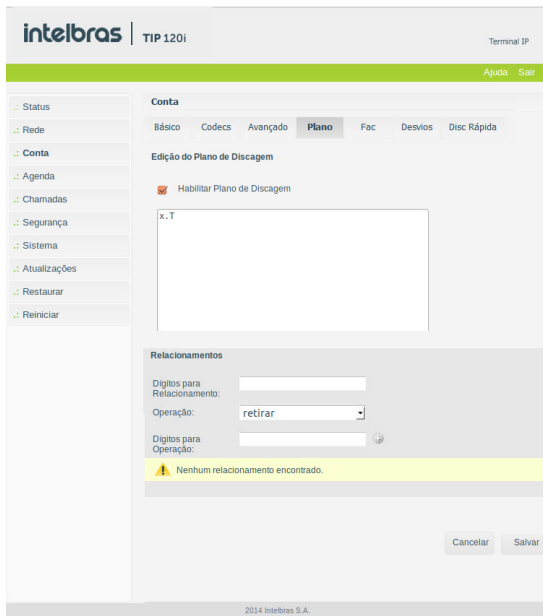 intelbras TIP 120i
Terminal IP
Ajuda Sair
.: Status
.: Rede
.: Conta
.: Agenda
.: Chamadas
.: Segurança
.: Sistema
.: Atualizações
.: Restaurar
.: Reiniciar
Conta
Básico Codecs Avançado Plano Fac Desvios Disc Rápida
Edição do Plano de Discagem
Habilitar Plano de Discagem
x.T
Relacionamentos
Dígitos para
Relacionamento:
Operação: retirar
Dígitos para
Operação:
Nenhum relacionamento encontrado.
Cancelar Salvar
2014 Intelbras S.A.